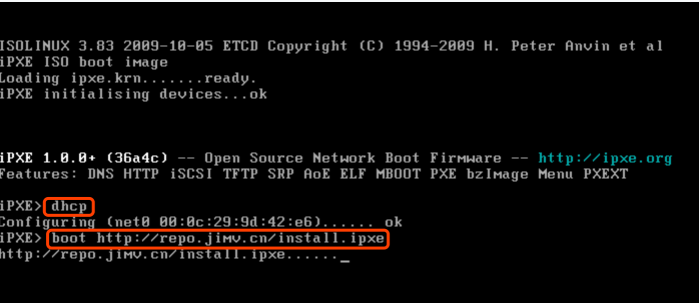 ISOLINUX 3.83 2009-10-05 ETCD Copyright (C) 1994-2009 H. Peter Anvin et al
iPXE ISO boot image
Loading ipxe.krn.......ready.
iPXE initialising devices...ok
iPXE 1.0.0+ (36a4c) -- Open Source Network Boot Firmware -- http://ipxe.org
Features: DNS HTTP iSCSI TFTP SRP AoE ELF MBOOT PXE bzImage Menu PXEXT
iPXE> dhcp
Configuring (net0 00:0c:29:9d:42:e6)...... ok
iPXE> boot http://repo.jimv.cn/install.ipxe
http://repo.jimv.cn/install.ipxe......_